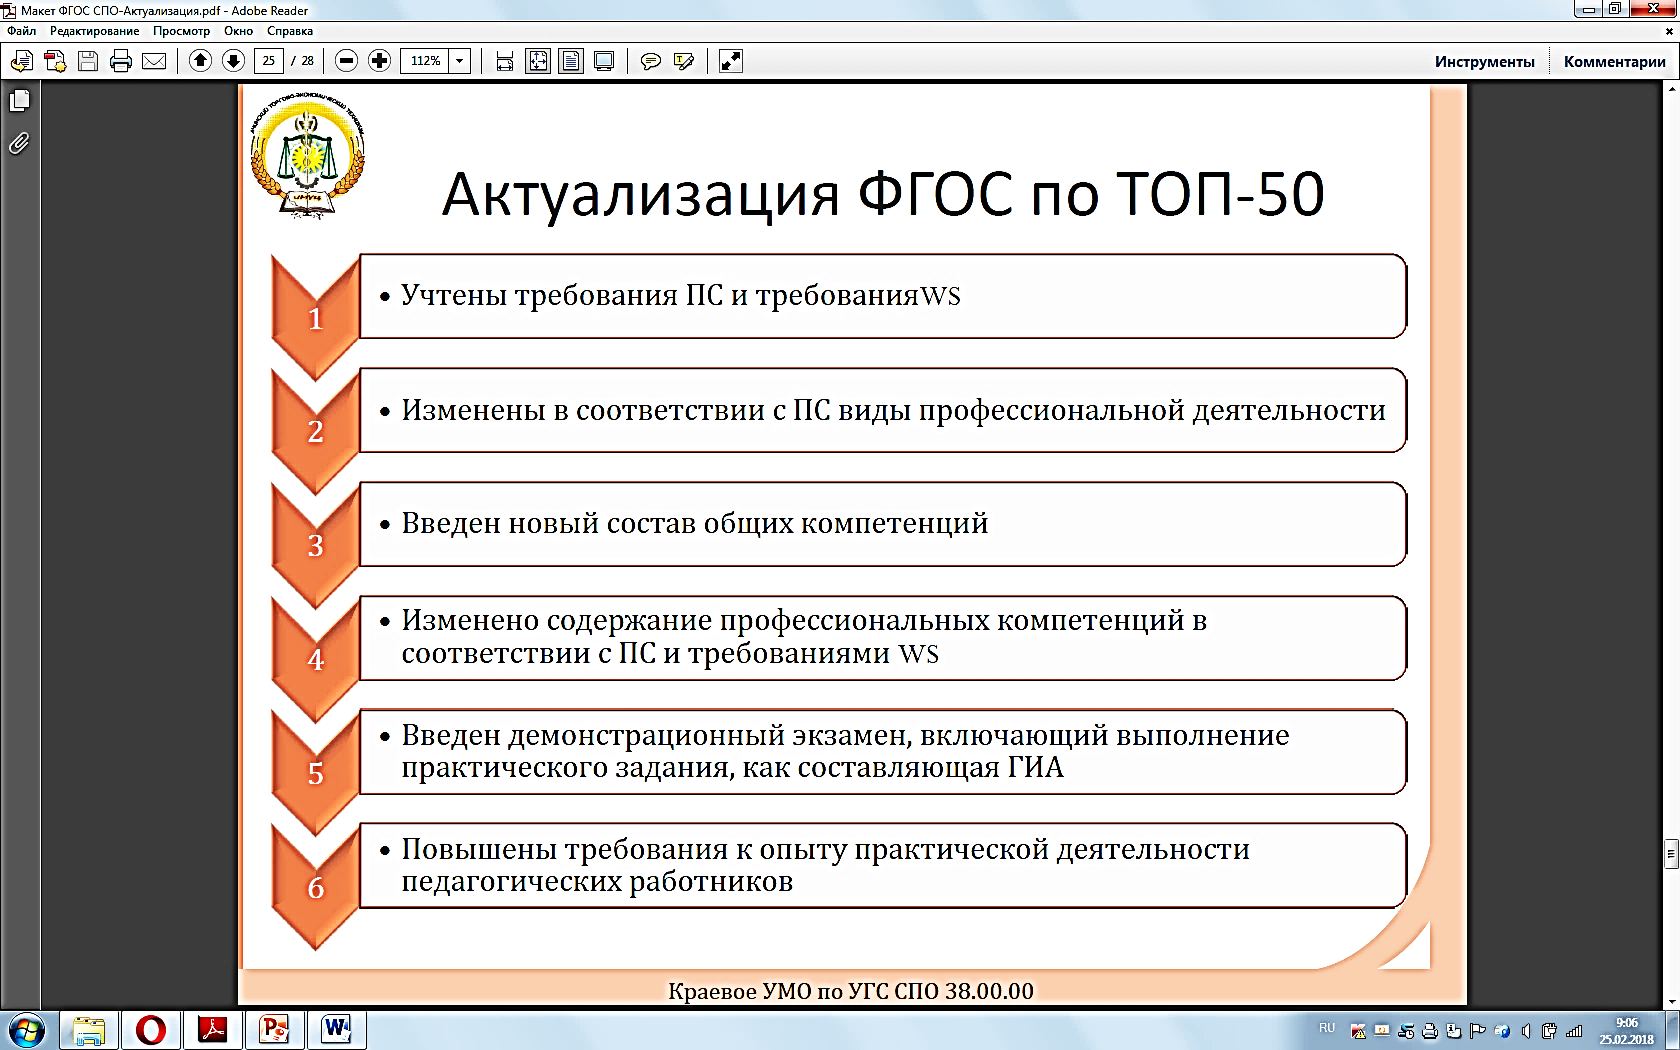 Макет ФГОС СПО-Актуализация.pdf - Adobe Reader
Файл Редактирование Просмотр Окно Справка
25 / 28 112% Инструменты Комментарии
Актуализация ФГОС по ТОП-50
1
• Учтены требования ПС и требованияWS
2
• Изменены в соответствии с ПС виды профессиональной деятельности
3
• Введен новый состав общих компетенций
4
• Изменено содержание профессиональных компетенций в
соответствии с ПС и требованиями WS
5
• Введен демонстрационный экзамен, включающий выполнение
практического задания, как составляющая ГИА
6
• Повышены требования к опыту практической деятельности
педагогических работников
Краевое УМО по УГС СПО 38.00.00
RU
9:06
25.02.2018